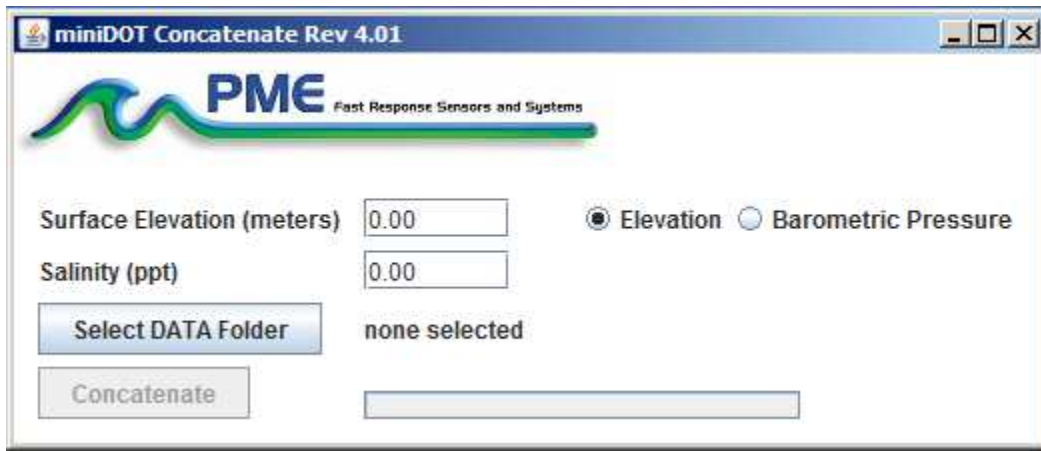 miniDOT Concatenate Rev 4.01
PME Fast Response Sensors and Systems
Surface Elevation (meters) 0.00 Elevation Barometric Pressure
Salinity (ppt) 0.00
Select DATA Folder none selected
Concatenate